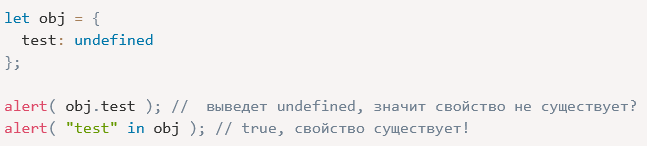 let obj = {
  test: undefined
};

alert( obj.test ); //  выведет undefined, значит свойство не существует?
alert( "test" in obj ); // true, свойство существует!